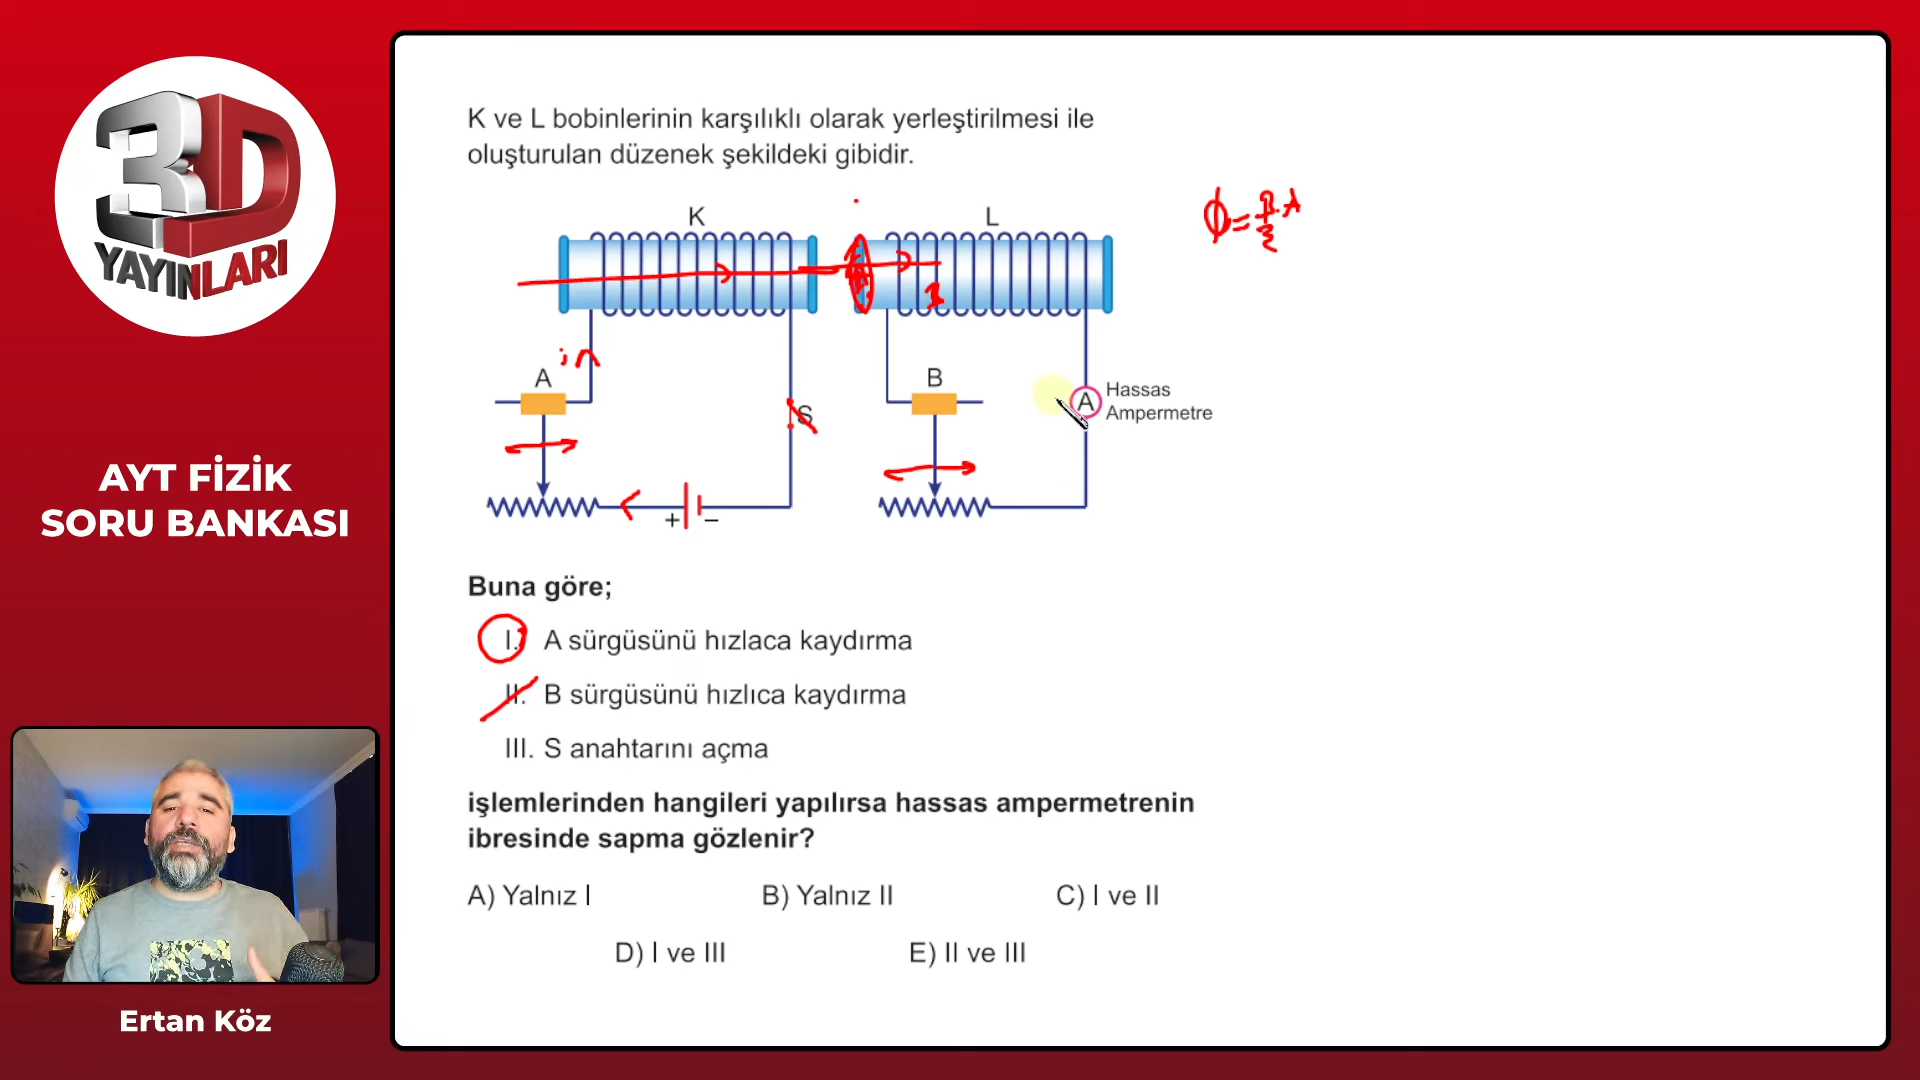 3D
YAYINLARI
AYT FİZİK
SORU BANKASI
Ertan Köz
K ve L bobinlerinin karşılıklı olarak yerleştirilmesi ile
oluşturulan düzenek şekildeki gibidir.
K
L
Φ=B.A
A
in
S
B
A
Hassas
Ampermetre
+
−
Buna göre;
I. A sürgüsünü hızlaca kaydırma
II. B sürgüsünü hızlıca kaydırma
III. S anahtarını açma
işlemlerinden hangileri yapılırsa hassas ampermetrenin
ibresinde sapma gözlenir?
A) Yalnız I B) Yalnız II C) I ve II
D) I ve III E) II ve III